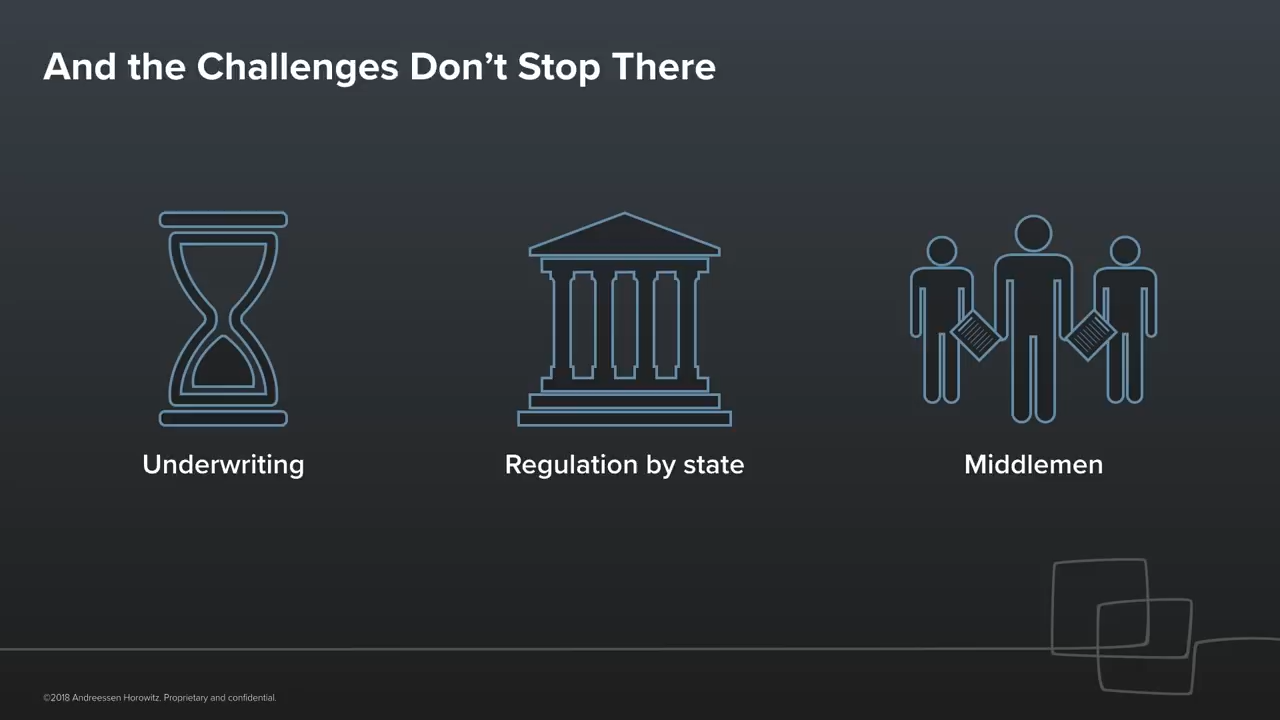 And the Challenges Don’t Stop There
Underwriting
Regulation by state
Middlemen
©2018 Andreessen Horowitz. Proprietary and confidential.